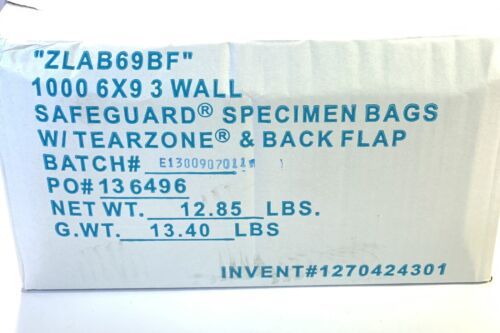 "ZLAB69BF"
1000 6X9 3 WALL
SAFEGUARD® SPECIMEN BAGS
W/ TEARZONE® & BACK FLAP
BATCH#
PO# 136496
NET WT. 12.85 LBS.
G.WT. 13.40 LBS.
INVENT#1270424301